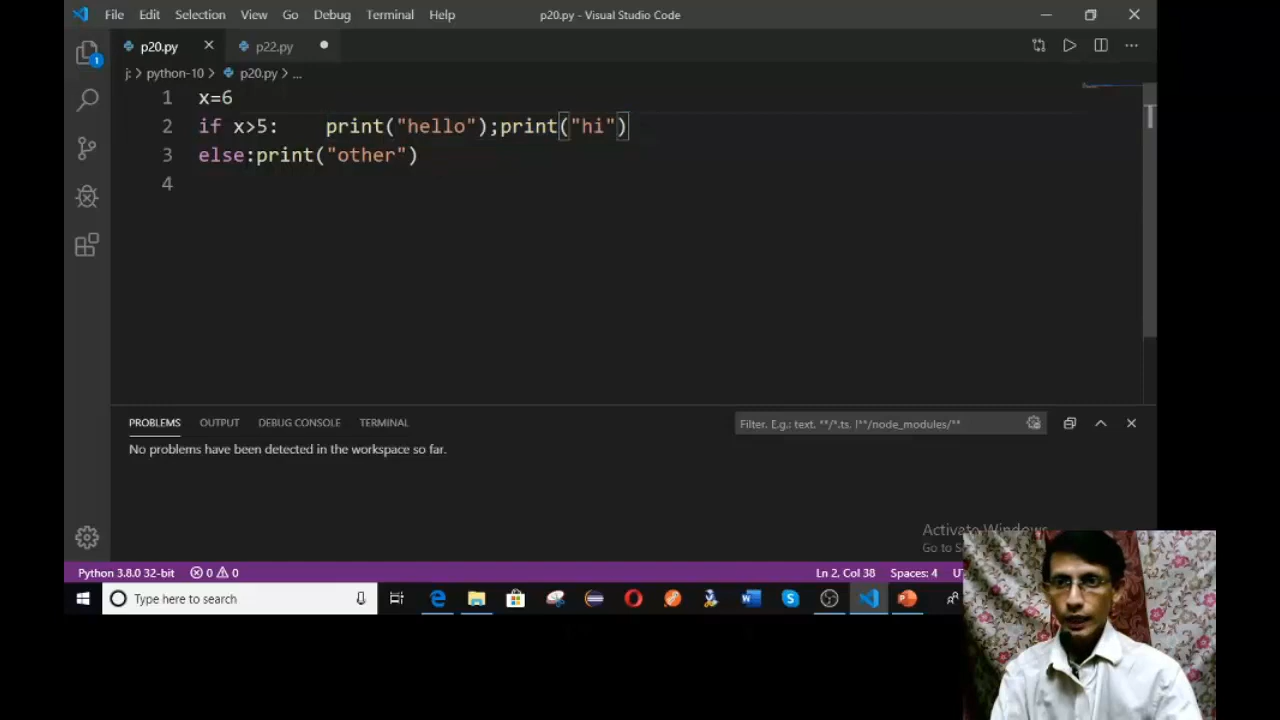 File Edit Selection View Go Debug Terminal Help p20.py - Visual Studio Code
p20.py p22.py
j: > python-10 > p20.py > ...
1 x=6
2 if x>5:    print("hello");print("hi")
3 else:print("other")
4
PROBLEMS OUTPUT DEBUG CONSOLE TERMINAL Filter. E.g.: text, **/*.ts, !**/node_modules/**
No problems have been detected in the workspace so far.
1
Activate Windows
Go to
Python 3.8.0 32-bit 0 0 Ln 2, Col 38 Spaces: 4
Type here to search